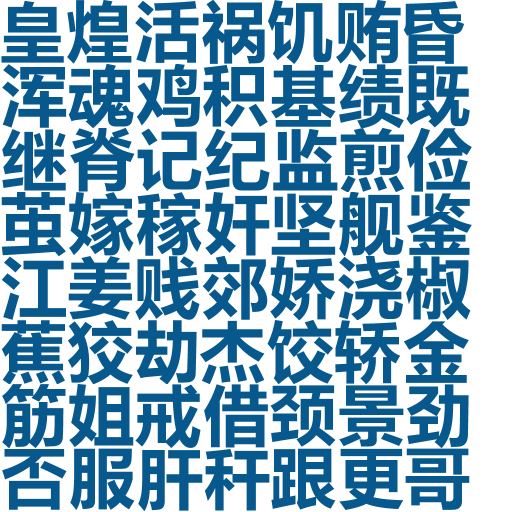 皇煌活祸饥贿昏
浑魂鸡积基绩既
继脊记纪监煎俭
茧嫁稼奸坚舰鉴
江姜贱郊娇浇椒
蕉狡劫杰饺轿金
筋姐戒借颈景劲
否服肝秆跟更哥